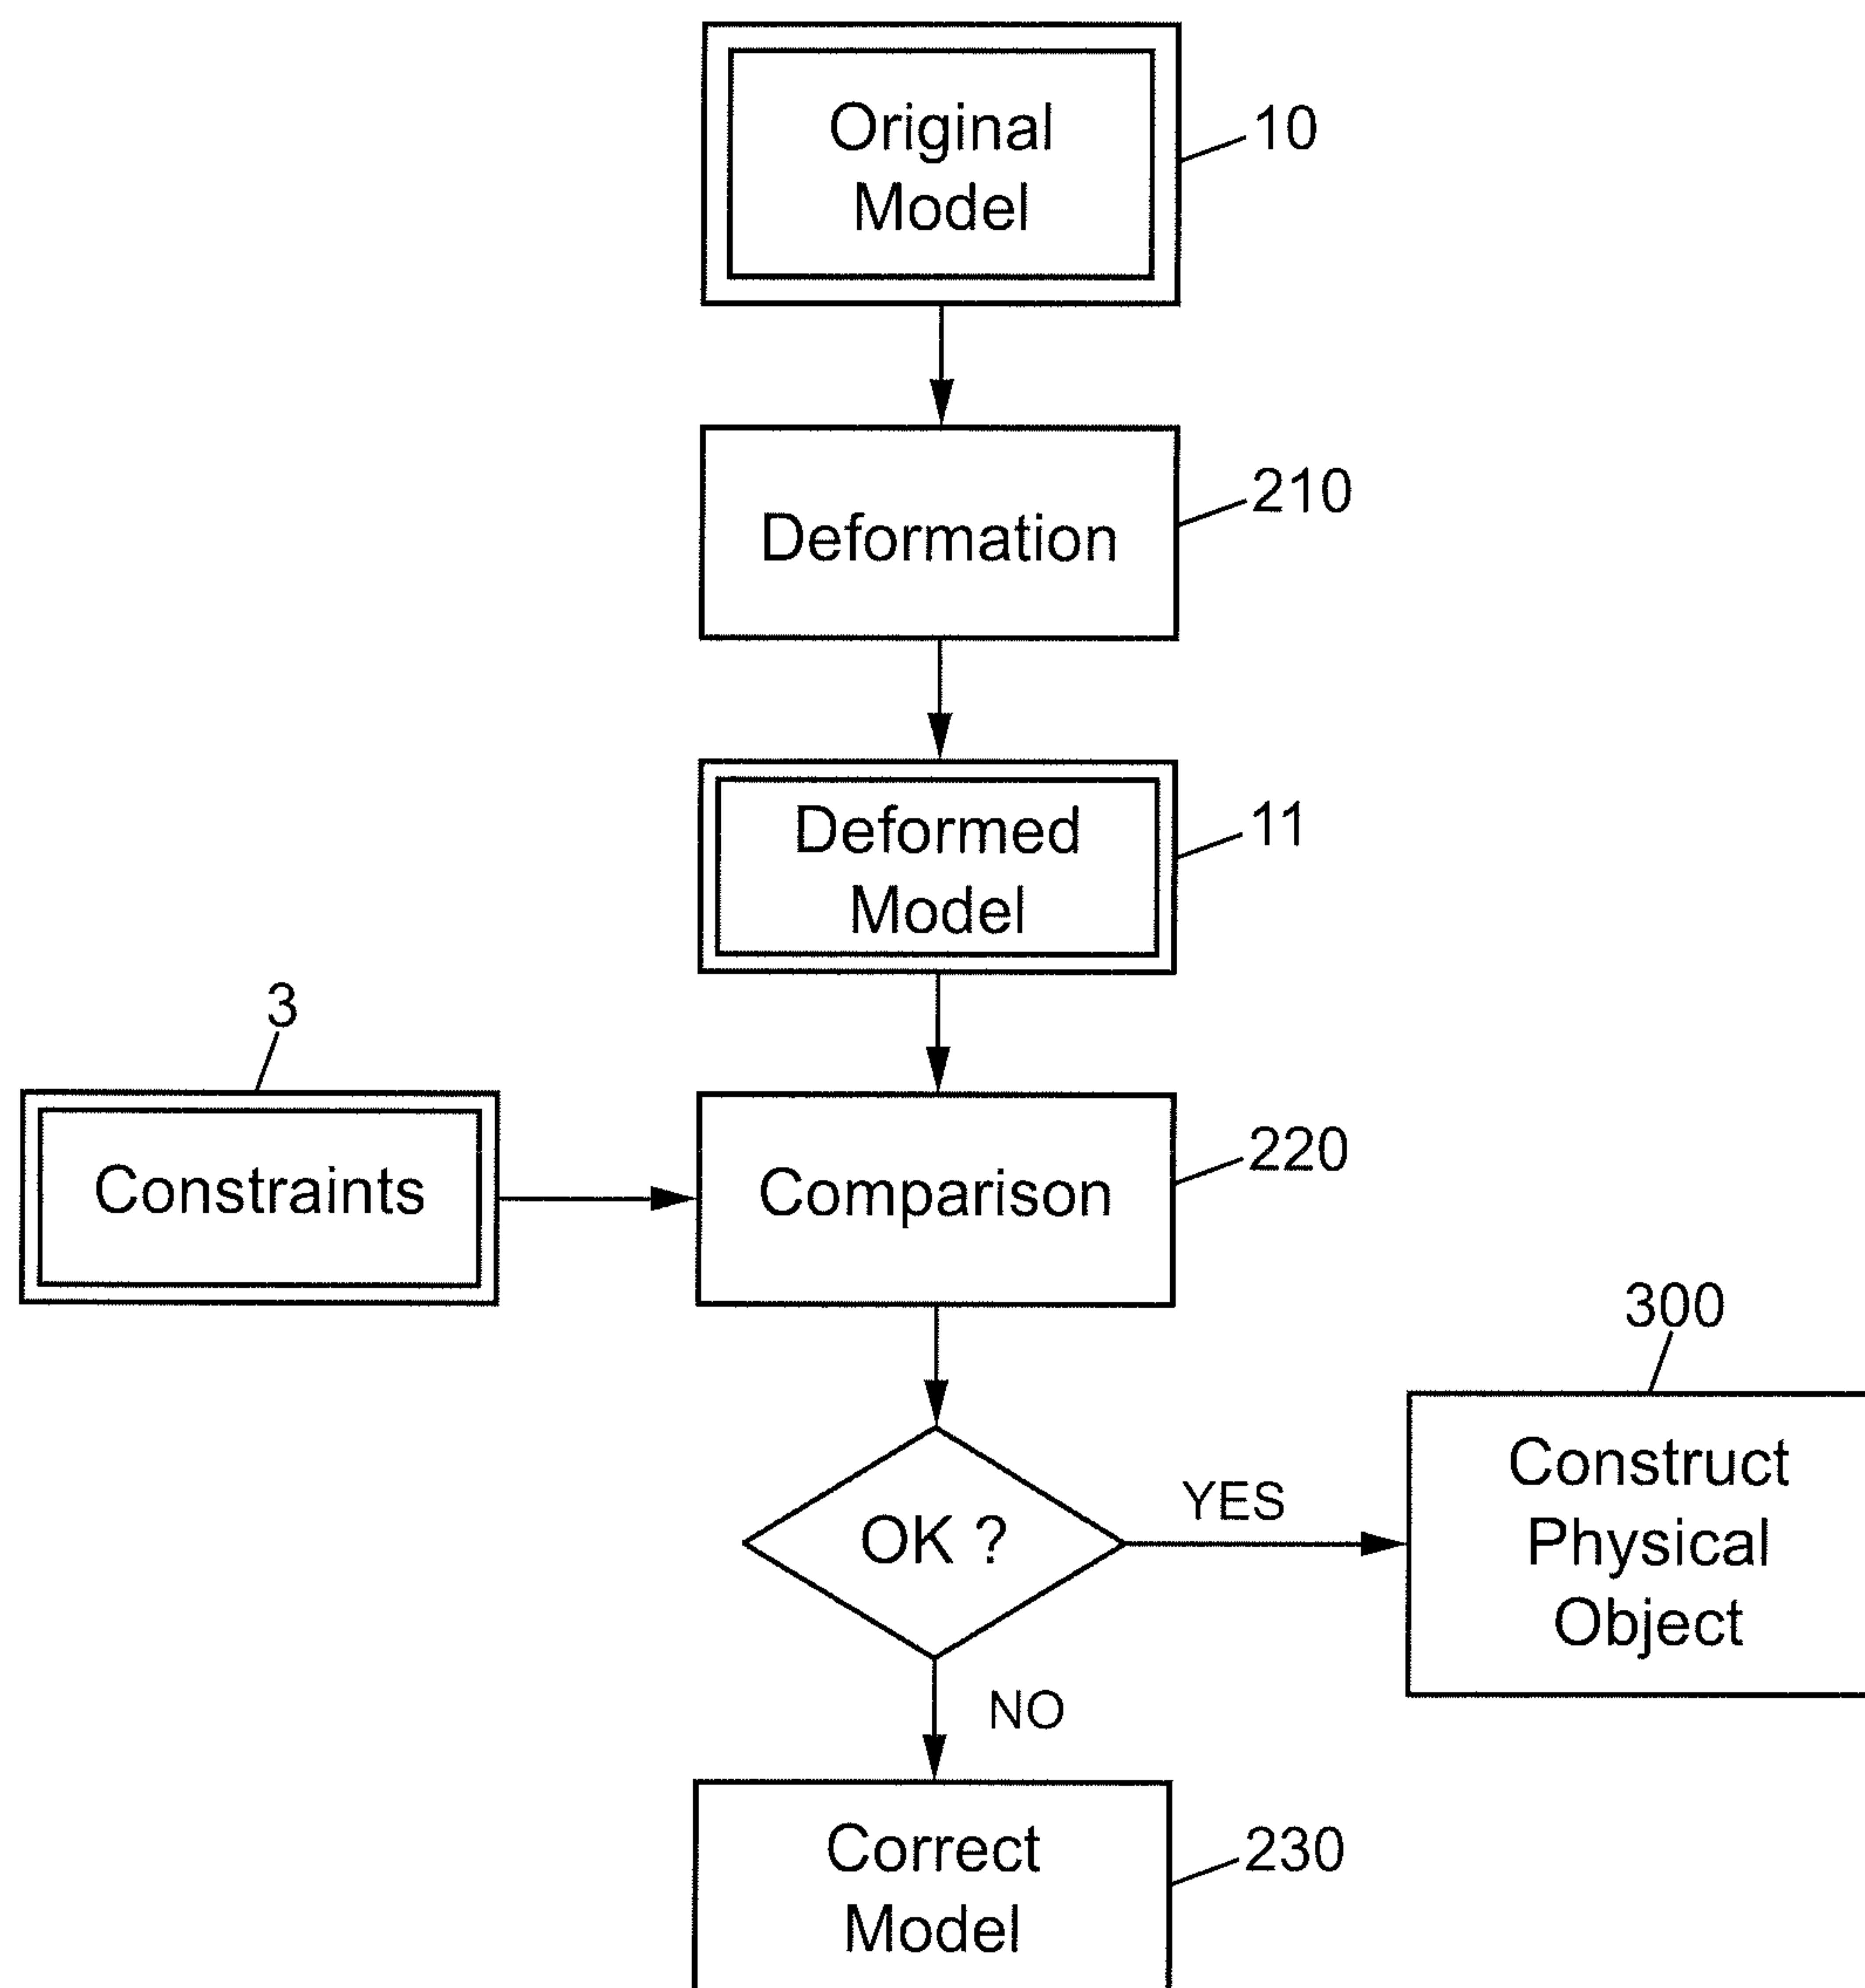 Original
Model
10
Deformation
210
Deformed
Model
11
3
Constraints
Comparison
220
300
OK ?
YES
Construct
Physical
Object
NO
Correct
Model
230